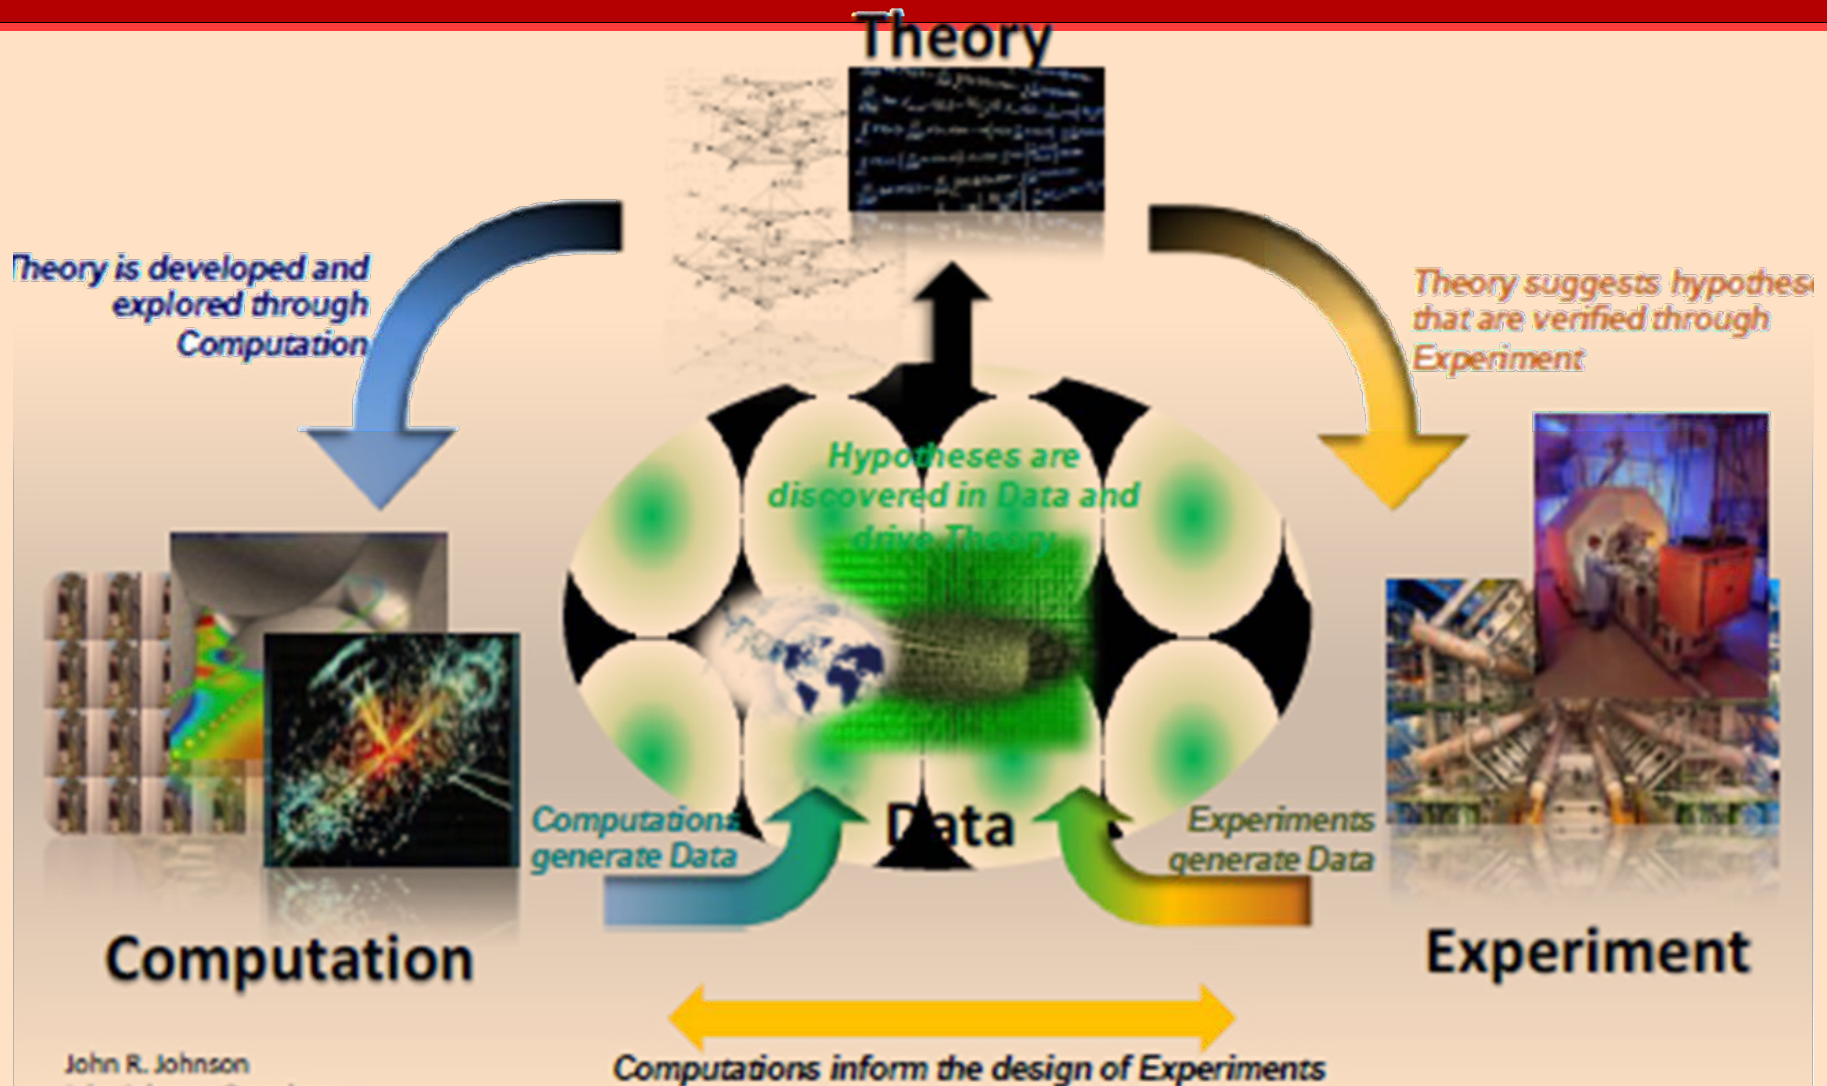 Theory
Theory is developed and
explored through
Computation
Theory suggests
that are verified through
Experiment
Hypotheses are
discovered in Data and
drive Theory
Computations
generate Data
Data
Experiments
generate Data
Computation
Experiment
John R. Johnson
Computations inform the design of Experiments